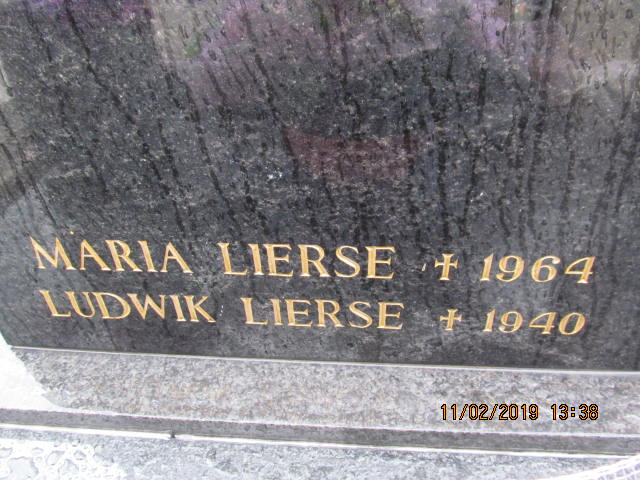 MARIA LIERSE ✝ 1964
LUDWIK LIERSE ✝ 1940
11/02/2019 13:38